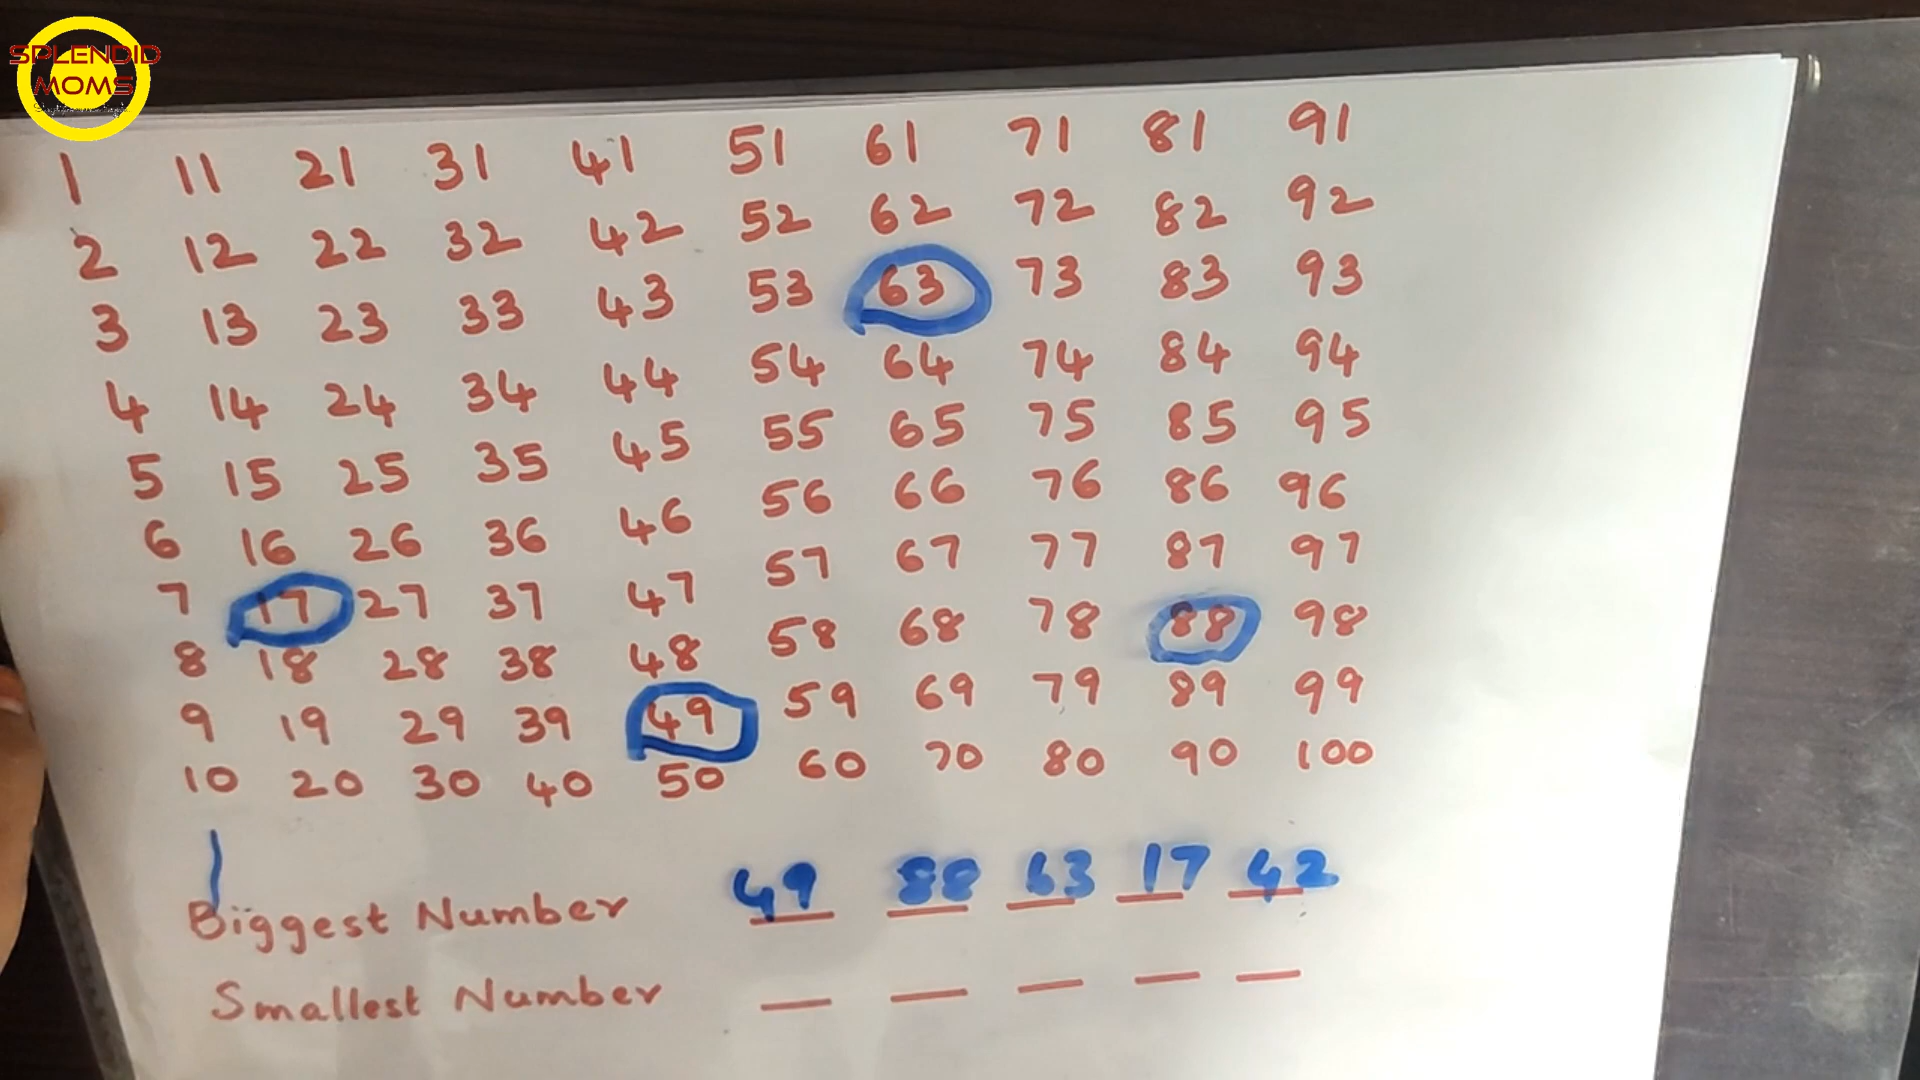 SPLENDID
MOMS
1 11 21 31 41 51 61 71 81 91
2 12 22 32 42 52 62 72 82 92
3 13 23 33 43 53 63 73 83 93
4 14 24 34 44 54 64 74 84 94
5 15 25 35 45 55 65 75 85 95
6 16 26 36 46 56 66 76 86 96
7 17 27 37 47 57 67 77 87 97
8 18 28 38 48 58 68 78 88 98
9 19 29 39 49 59 69 79 89 99
10 20 30 40 50 60 70 80 90 100
Biggest Number 49 88 63 17 42
Smallest Number